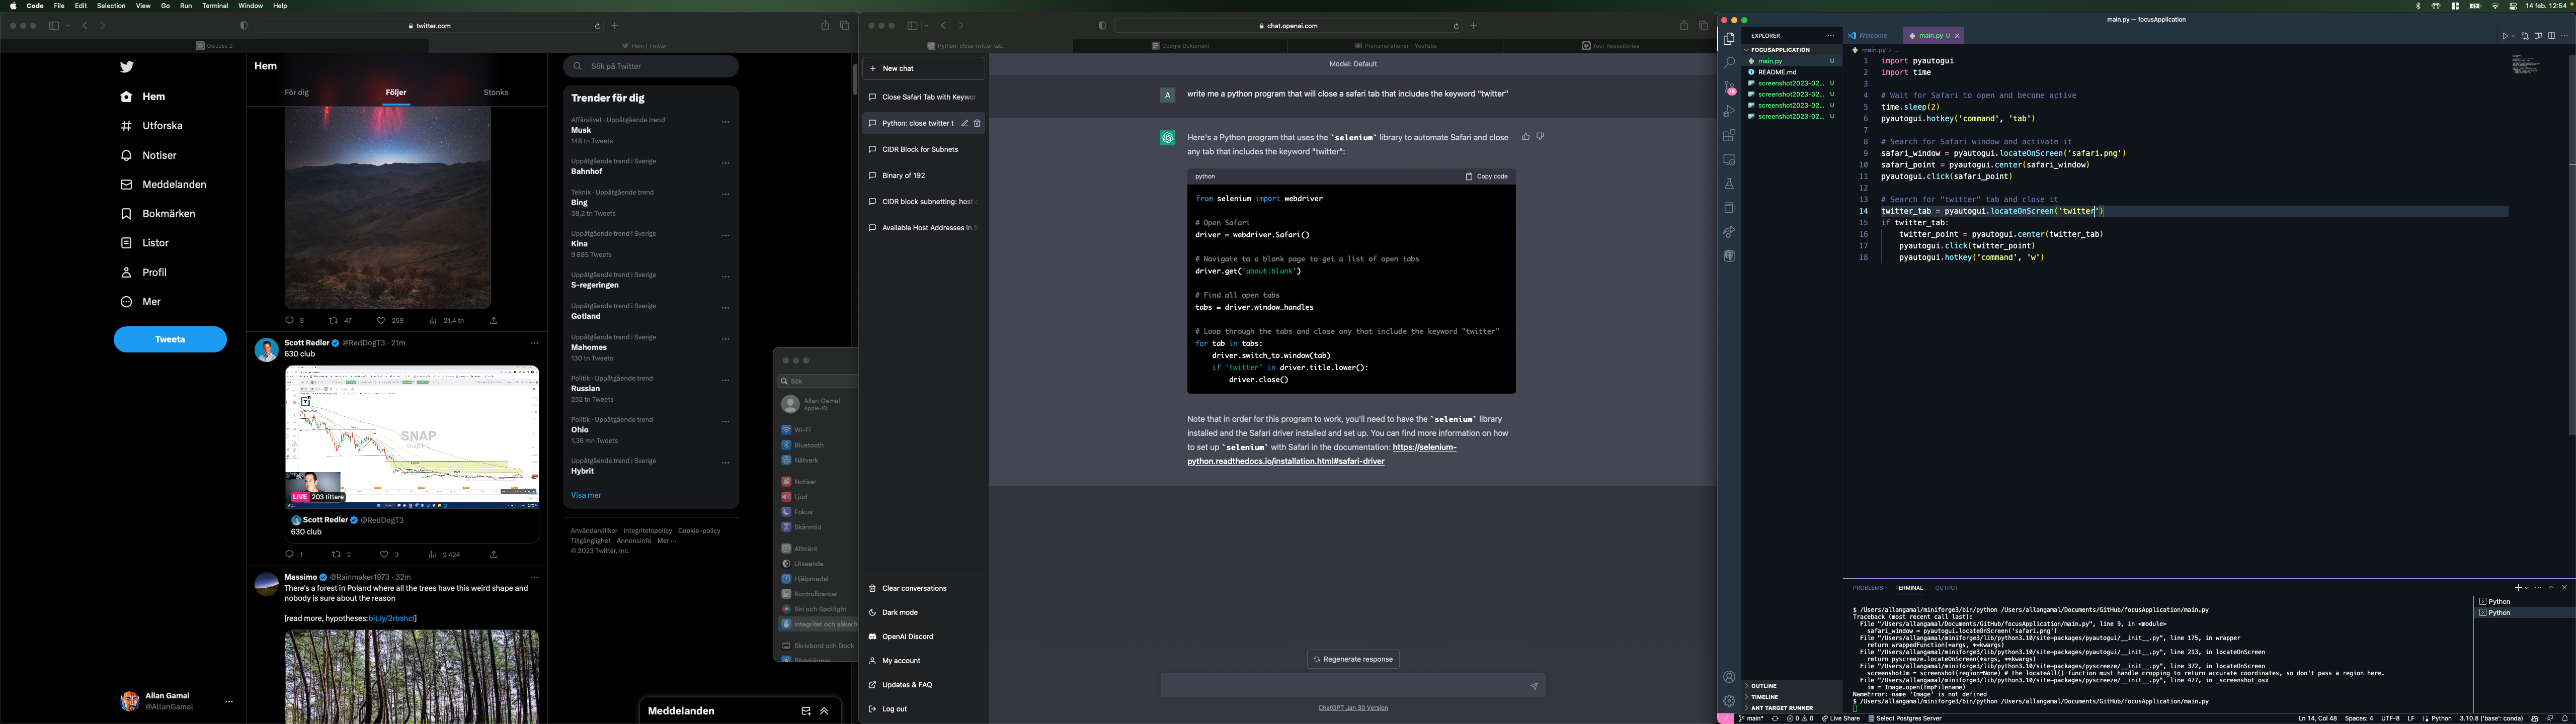 Code File Edit Selection View Go Run Terminal Window Help
14 feb. 12:54
twitter.com
Quizzes 3
Hem / Twitter
Hem
Utforska
Notiser
Meddelanden
Bokmärken
Listor
Profil
Mer
Tweeta
Allan Gamal
@AllanGamal
Hem
För dig
Följer
Stonks
8 47 259 21,4 tn
Scott Redler @RedDogT3 · 21m
630 club
SNAP
LIVE 203 tittare
Scott Redler @RedDogT3
630 club
1 2 3 2 424
Massimo @Rainmaker1973 · 32m
There's a forest in Poland where all the trees have this weird shape and
nobody is sure about the reason
[read more, hypotheses:bit.ly/2rbshci]
Sök på Twitter
Trender för dig
Affärslivet · Uppåtgående trend
Musk
148 tn Tweets
Uppåtgående trend i Sverige
Bahnhof
Teknik · Uppåtgående trend
Bing
38,2 tn Tweets
Uppåtgående trend i Sverige
Kina
9 885 Tweets
Uppåtgående trend i Sverige
S-regeringen
Uppåtgående trend i Sverige
Gotland
Uppåtgående trend i Sverige
Mahomes
130 tn Tweets
Politik · Uppåtgående trend
Russian
252 tn Tweets
Politik · Uppåtgående trend
Ohio
1,36 mn Tweets
Uppåtgående trend i Sverige
Hybrit
Visa mer
Användarvillkor Integritetspolicy Cookie-policy
Tillgänglighet Annonsinfo Mer ···
© 2023 Twitter, Inc.
Meddelanden
Sök
Allan Gamal
Apple-ID
Wi-Fi
Bluetooth
Nätverk
Notiser
Ljud
Fokus
Skärmtid
Allmänt
Utseende
Hjälpmedel
Kontrollcenter
Siri och Spotlight
Integritet och säkerh
Skrivbord och Dock
Bildskärmar
chat.openai.com
Python: close twitter tab.
Google Dokument
Prenumerationer - YouTube
Your Repositories
New chat
Close Safari Tab with Keywor
Python: close twitter t
CIDR Block for Subnets
Binary of 192
CIDR block subnetting: host c
Available Host Addresses in S
Clear conversations
Dark mode
OpenAI Discord
My account
Updates & FAQ
Log out
Model: Default
A
write me a python program that will close a safari tab that includes the keyword "twitter"
Here's a Python program that uses the `selenium` library to automate Safari and close
any tab that includes the keyword "twitter":
python
Copy code
from selenium import webdriver
# Open Safari
driver = webdriver.Safari()
# Navigate to a blank page to get a list of open tabs
driver.get('about:blank')
# Find all open tabs
tabs = driver.window_handles
# Loop through the tabs and close any that include the keyword "twitter"
for tab in tabs:
driver.switch_to.window(tab)
if 'twitter' in driver.title.lower():
driver.close()
Note that in order for this program to work, you'll need to have the `selenium` library
installed and the Safari driver installed and set up. You can find more information on how
to set up `selenium` with Safari in the documentation: https://selenium-
python.readthedocs.io/installation.html#safari-driver
Regenerate response
ChatGPT Jan 30 Version
main.py — focusApplication
EXPLORER
FOCUSAPPLICATION
main.py U
README.md
screenshot2023-02... U
screenshot2023-02... U
screenshot2023-02... U
screenshot2023-02... U
OUTLINE
TIMELINE
ANT TARGET RUNNER
Welcome
main.py U
main.py > ...
1 import pyautogui
2 import time
3
4 # Wait for Safari to open and become active
5 time.sleep(2)
6 pyautogui.hotkey('command', 'tab')
7
8 # Search for Safari window and activate it
9 safari_window = pyautogui.locateOnScreen('safari.png')
10 safari_point = pyautogui.center(safari_window)
11 pyautogui.click(safari_point)
12
13 # Search for "twitter" tab and close it
14 twitter_tab = pyautogui.locateOnScreen('twitter')
15 if twitter_tab:
16 twitter_point = pyautogui.center(twitter_tab)
17 pyautogui.click(twitter_point)
18 pyautogui.hotkey('command', 'w')
PROBLEMS TERMINAL OUTPUT
$ /Users/allangamal/miniforge3/bin/python /Users/allangamal/Documents/GitHub/focusApplication/main.py
Traceback (most recent call last):
File "/Users/allangamal/Documents/GitHub/focusApplication/main.py", line 9, in <module>
safari_window = pyautogui.locateOnScreen('safari.png')
File "/Users/allangamal/miniforge3/lib/python3.10/site-packages/pyautogui/__init__.py", line 175, in wrapper
return wrappedFunction(*args, **kwargs)
File "/Users/allangamal/miniforge3/lib/python3.10/site-packages/pyautogui/__init__.py", line 213, in locateOnScreen
return pyscreeze.locateOnScreen(*args, **kwargs)
File "/Users/allangamal/miniforge3/lib/python3.10/site-packages/pyscreeze/__init__.py", line 372, in locateOnScreen
screenshotIm = screenshot(region=None) # the locateAll() function must handle cropping to return accurate coordinates, so don't pass a region here.
File "/Users/allangamal/miniforge3/lib/python3.10/site-packages/pyscreeze/__init__.py", line 477, in _screenshot_osx
im = Image.open(tmpFilename)
NameError: name 'Image' is not defined
$ /Users/allangamal/miniforge3/bin/python /Users/allangamal/Documents/GitHub/focusApplication/main.py
Python
Python
main* 0 0 Live Share Select Postgres Server
Ln 14, Col 48 Spaces: 4 UTF-8 LF Python 3.10.8 ('base': conda)